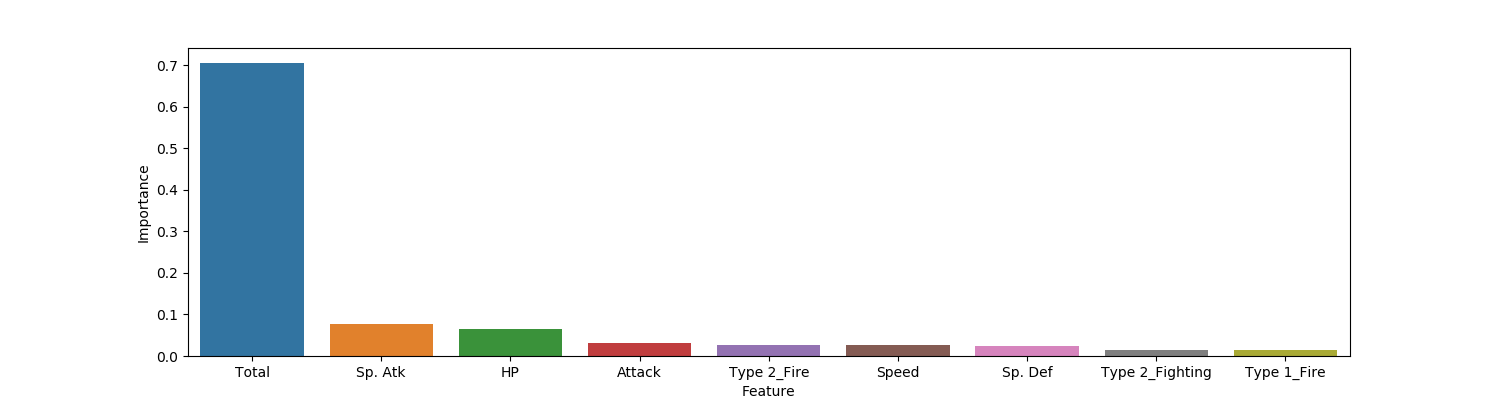 0.7
0.6
0.5
0.4
0.3
0.2
0.1
0.0
Importance
Total Sp. Atk HP Attack Type 2_Fire Speed Sp. Def Type 2_Fighting Type 1_Fire
Feature